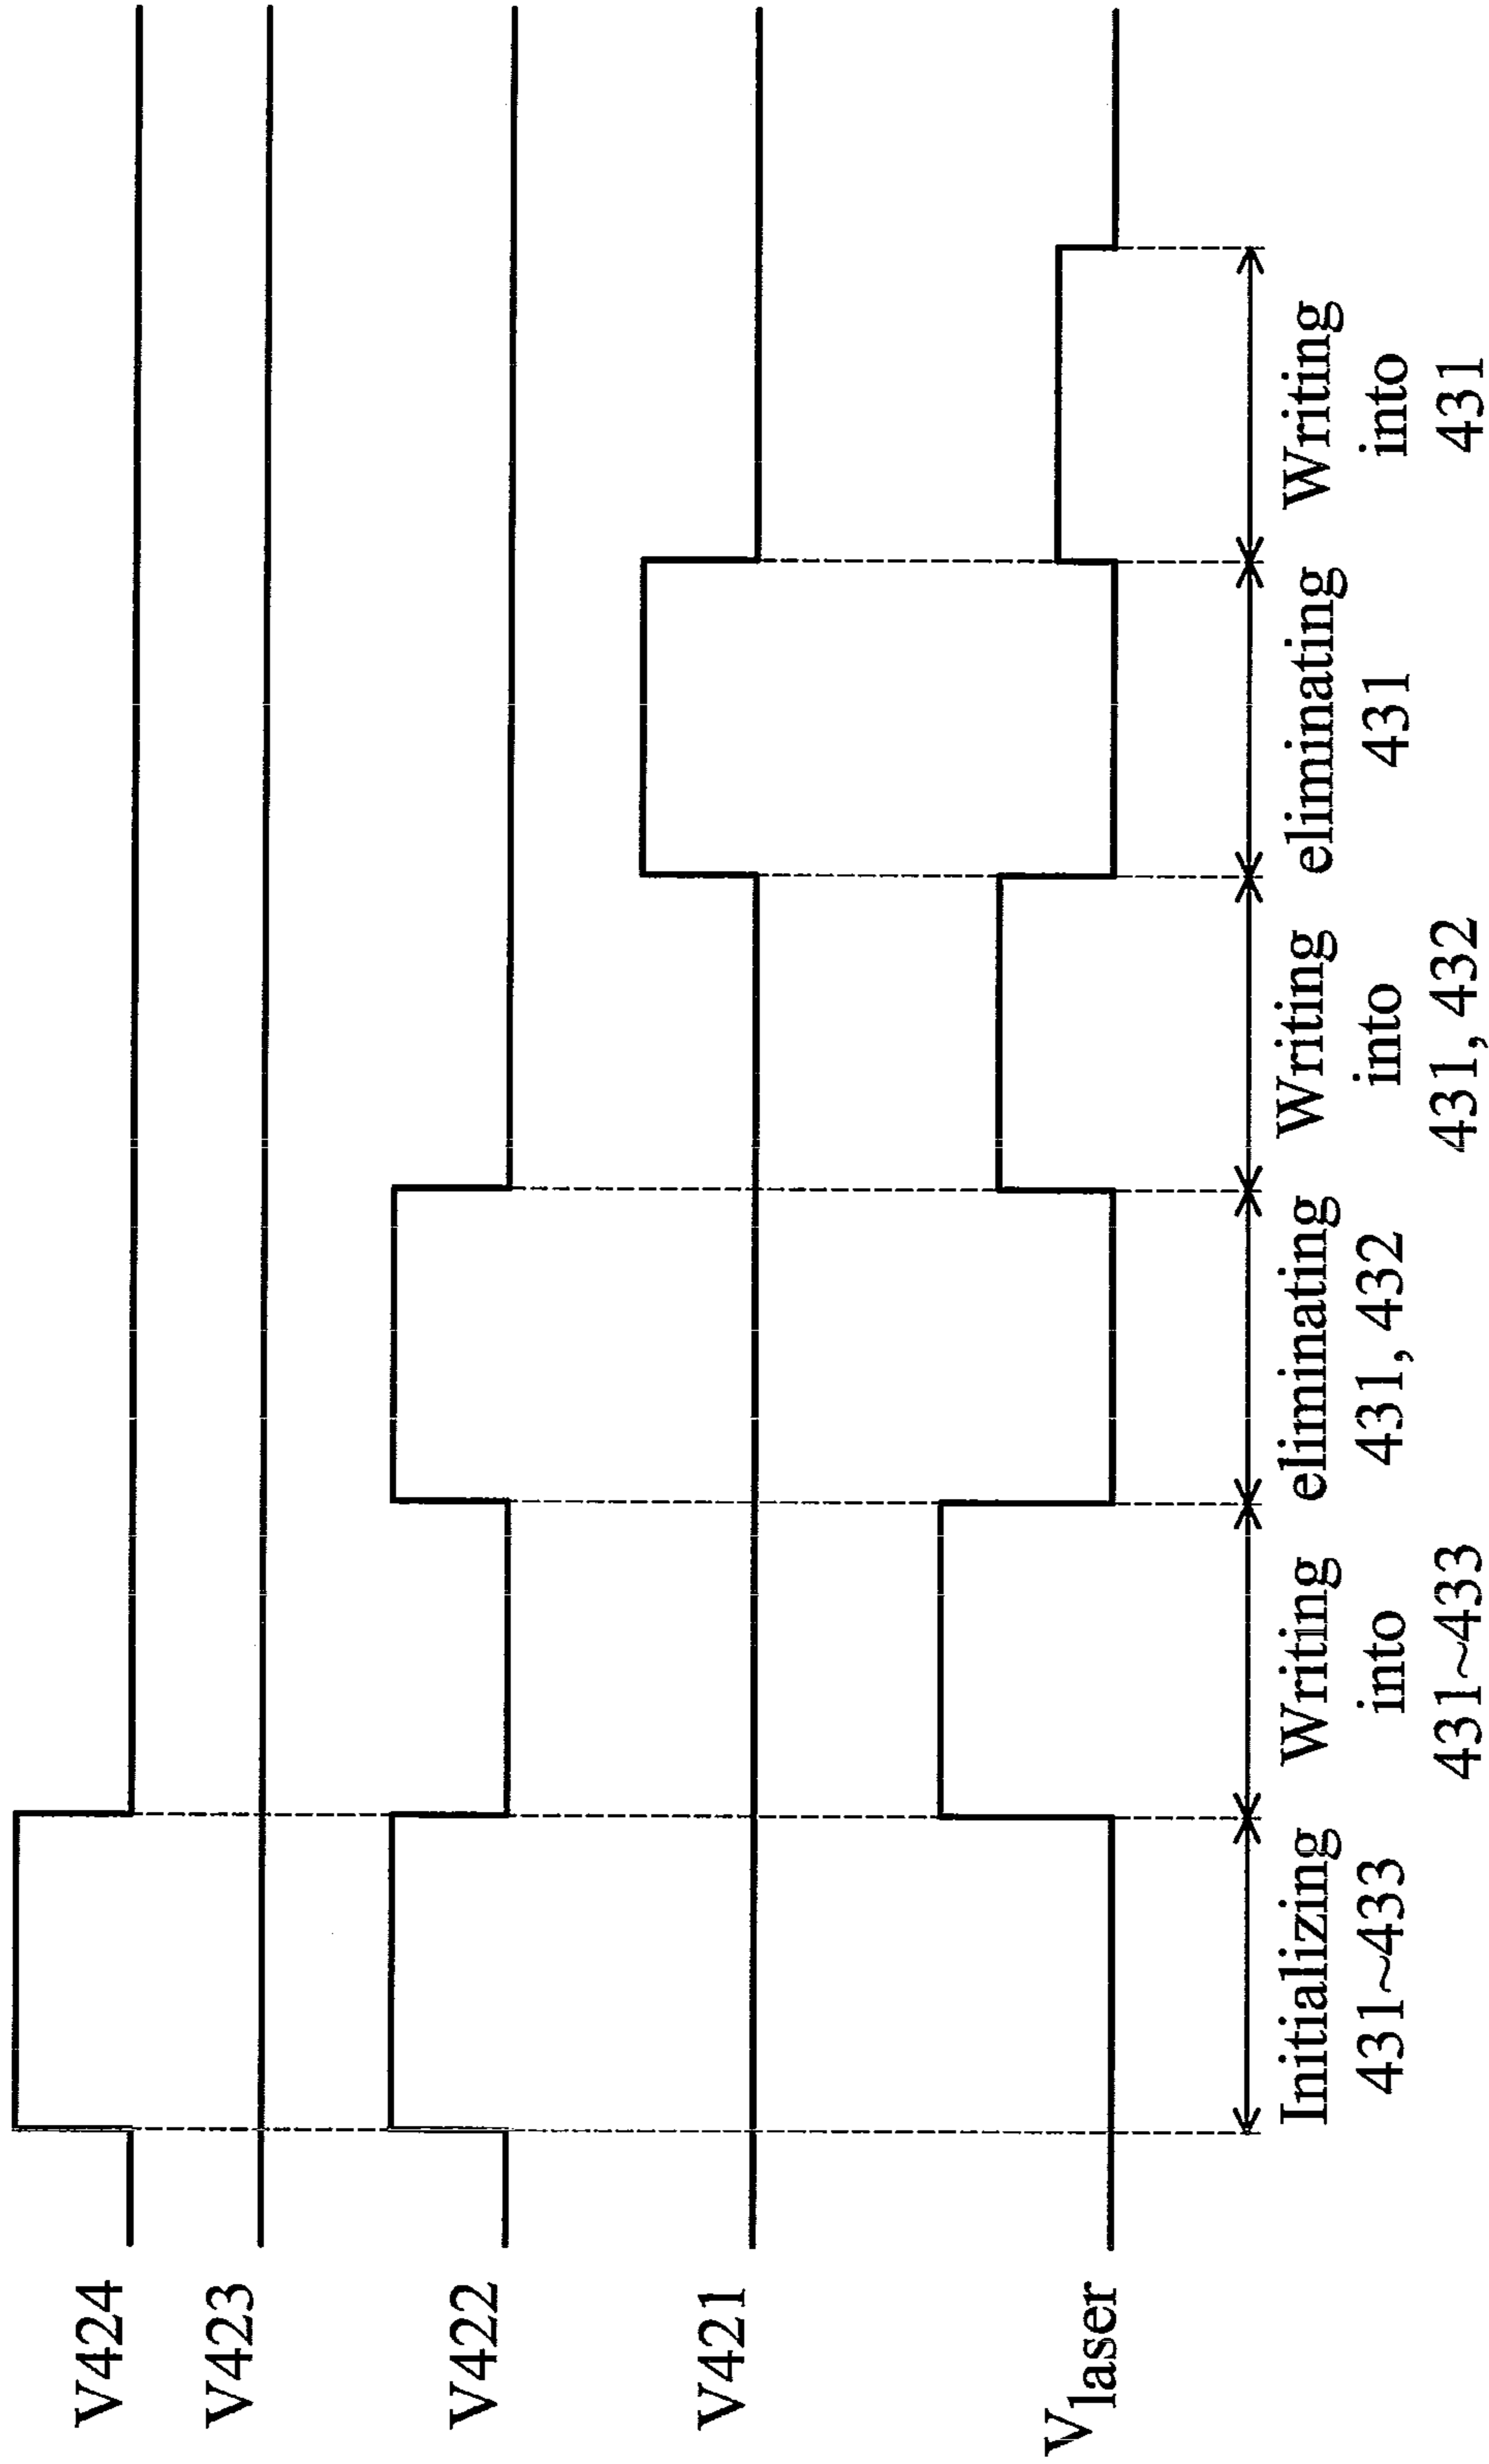 V424
V423
V422
V421
Vlaser
Initializing
431~433
Writing
into
431~433
eliminating
431, 432
Writing
into
431, 432
eliminating
431
Writing
into
431